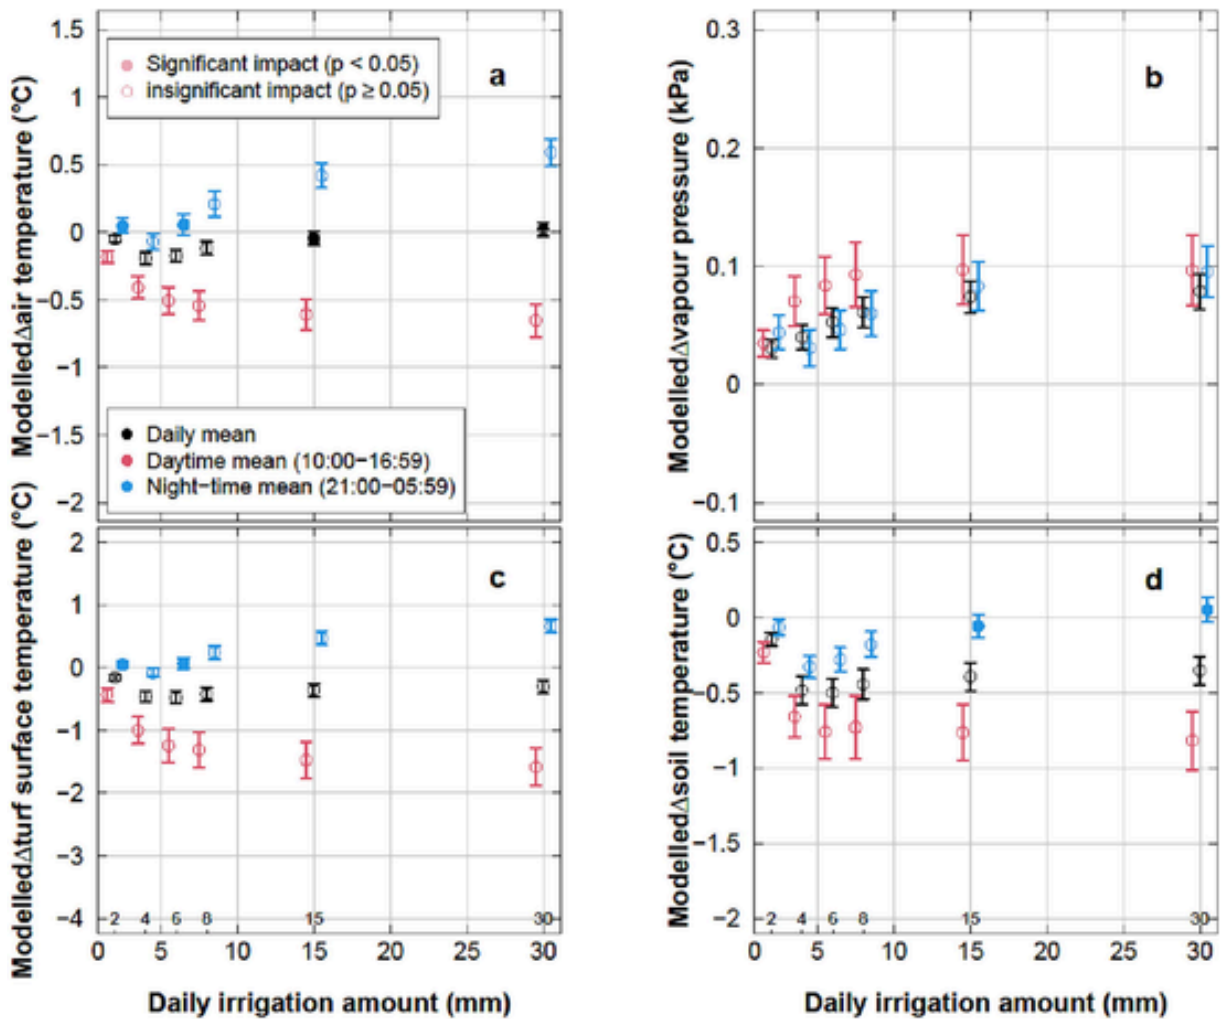 Modelled∆air temperature (°C)
1.5
1
0.5
0
−0.5
−1
−1.5
−2
Significant impact (p < 0.05)
insignificant impact (p ≥ 0.05)
a
Daily mean
Daytime mean (10:00−16:59)
Night−time mean (21:00−05:59)
Modelled∆vapour pressure (kPa)
0.3
0.2
0.1
0
−0.1
b
Modelled∆turf surface temperature (°C)
2
1
0
−1
−2
−3
−4
c
2 4 6 8 15 30
0 5 10 15 20 25 30
Daily irrigation amount (mm)
Modelled∆soil temperature (°C)
0.5
0
−0.5
−1
−1.5
−2
d
2 4 6 8 15 30
0 5 10 15 20 25 30
Daily irrigation amount (mm)